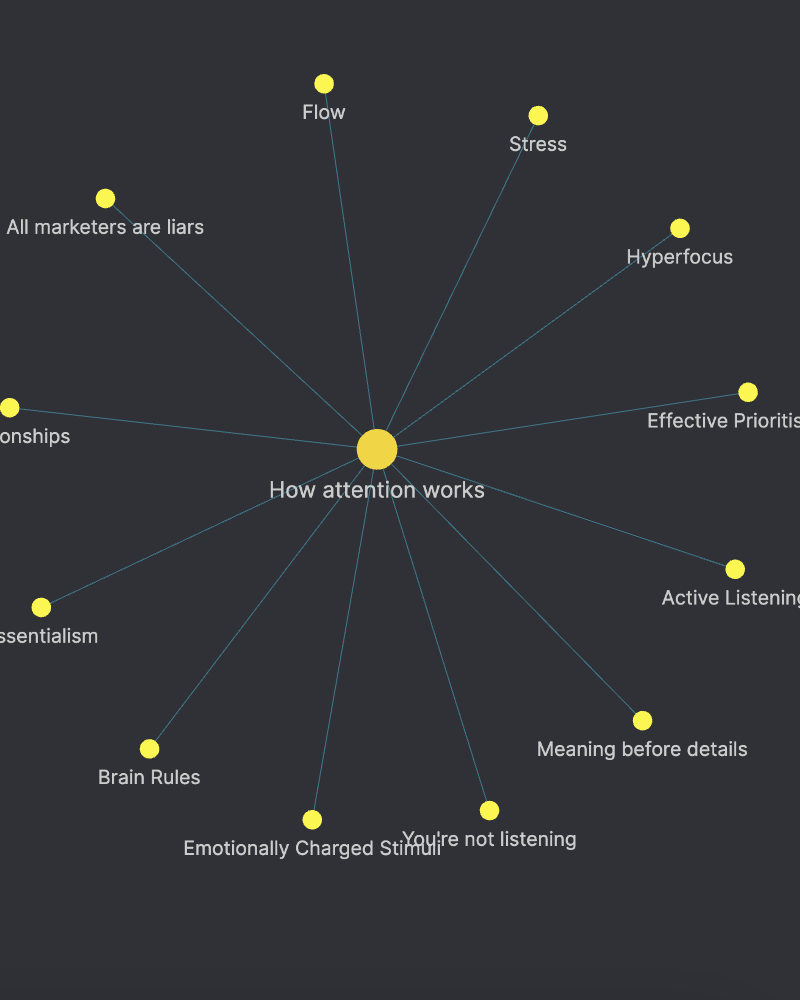 Flow
Stress
All marketers are liars
Hyperfocus
Effective Prioritis
onships
How attention works
Active Listening
ssentialism
Meaning before details
Brain Rules
You're not listening
Emotionally Charged Stimuli